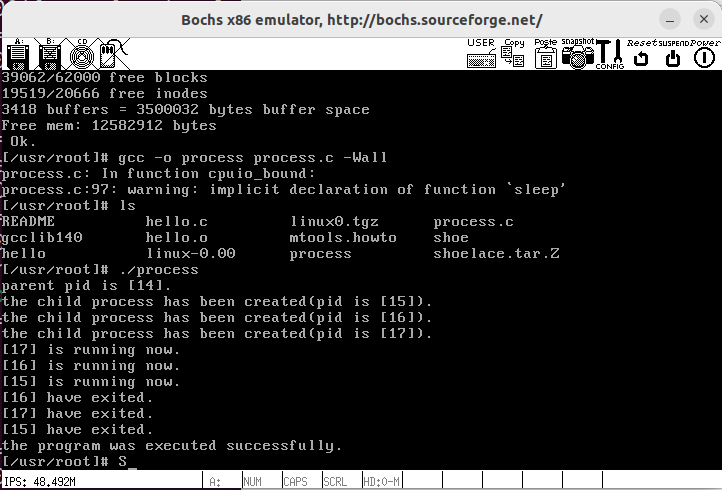 Bochs x86 emulator, http://bochs.sourceforge.net/
A: B: CD USER Copy Paste snapshot CONFIG Reset SUSPEND Power
39062/62000 free blocks
19519/20666 free inodes
3418 buffers = 3500032 bytes buffer space
Free mem: 12582912 bytes
 Ok.
[/usr/root]# gcc -o process process.c -Wall
process.c: In function cpuio_bound:
process.c:97: warning: implicit declaration of function `sleep'
[/usr/root]# ls
README hello.c linux0.tgz process.c
gcclib140 hello.o mtools.howto shoe
hello linux-0.00 process shoelace.tar.Z
[/usr/root]# ./process
parent pid is [14].
the child process has been created(pid is [15]).
the child process has been created(pid is [16]).
the child process has been created(pid is [17]).
[17] is running now.
[16] is running now.
[15] is running now.
[16] have exited.
[17] have exited.
[15] have exited.
the program was executed successfully.
[/usr/root]# S_
IPS: 48.492M A: NUM CAPS SCRL HD:0-M